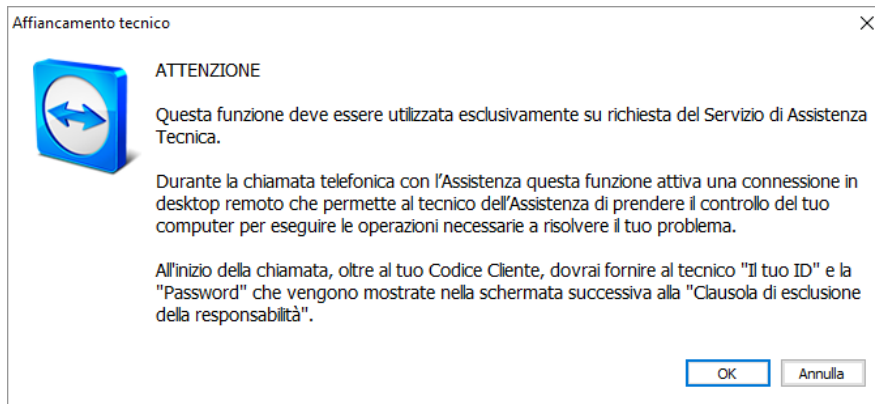 Affiancamento tecnico
ATTENZIONE
Questa funzione deve essere utilizzata esclusivamente su richiesta del Servizio di Assistenza
Tecnica.
Durante la chiamata telefonica con l'Assistenza questa funzione attiva una connessione in
desktop remoto che permette al tecnico dell'Assistenza di prendere il controllo del tuo
computer per eseguire le operazioni necessarie a risolvere il tuo problema.
All'inizio della chiamata, oltre al tuo Codice Cliente, dovrai fornire al tecnico "Il tuo ID" e la
"Password" che vengono mostrate nella schermata successiva alla "Clausola di esclusione
della responsabilità".
OK
Annulla